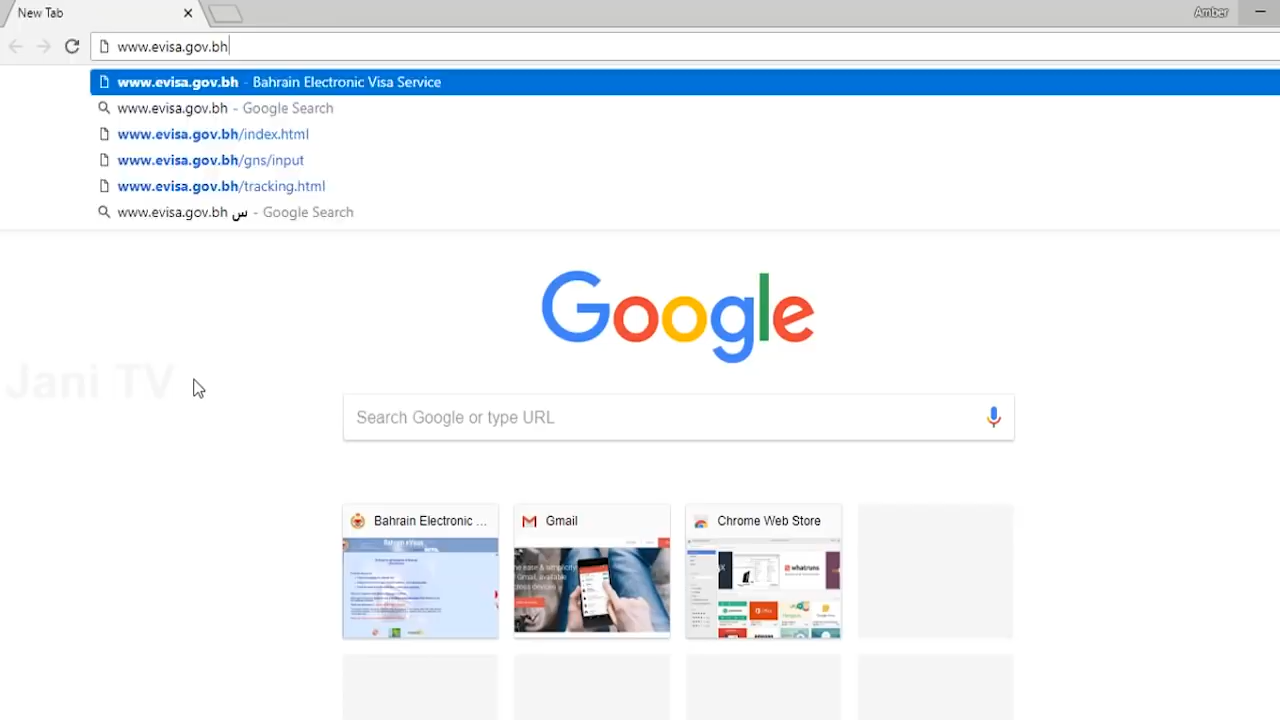 New Tab
Amber
www.evisa.gov.bh
www.evisa.gov.bh - Bahrain Electronic Visa Service
www.evisa.gov.bh - Google Search
www.evisa.gov.bh/index.html
www.evisa.gov.bh/gns/input
www.evisa.gov.bh/tracking.html
www.evisa.gov.bh س - Google Search
Google
Jani TV
Search Google or type URL
Bahrain Electronic ...
Gmail
Chrome Web Store
Bahrain eVisas
whatruns